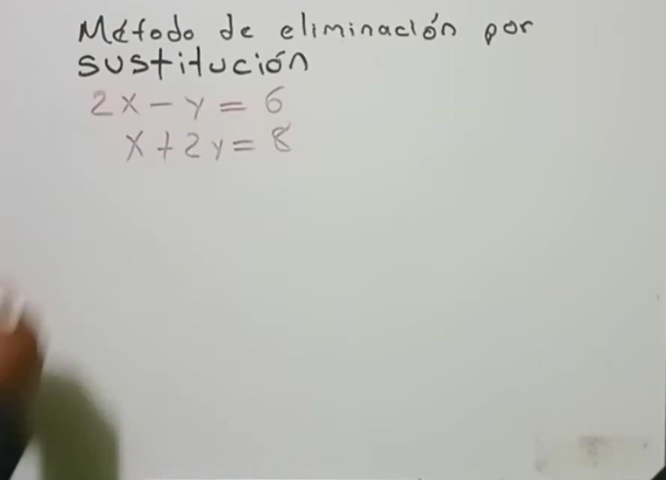 Método de eliminación por
sustitución
2x - y = 6
x + 2y = 8